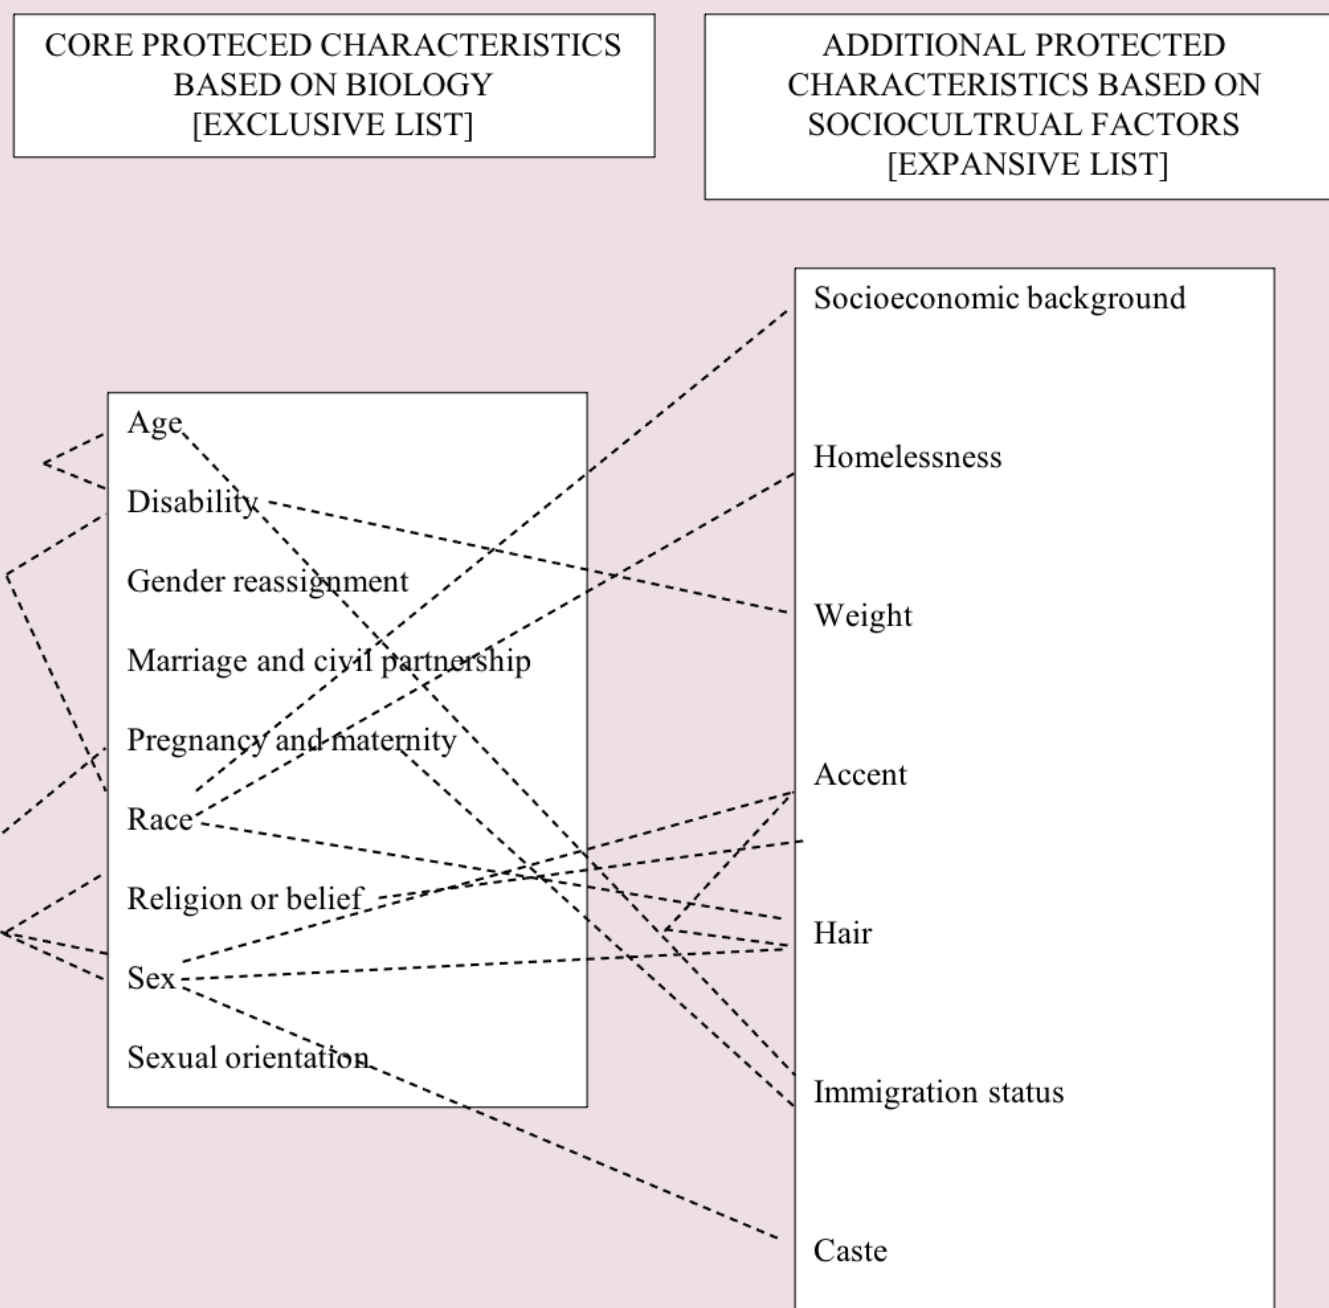 CORE PROTECED CHARACTERISTICS
BASED ON BIOLOGY
[EXCLUSIVE LIST]
ADDITIONAL PROTECTED
CHARACTERISTICS BASED ON
SOCIOCULTRUAL FACTORS
[EXPANSIVE LIST]
Age
Disability
Gender reassignment
Marriage and civil partnership
Pregnancy and maternity
Race
Religion or belief
Sex
Sexual orientation
Socioeconomic background
Homelessness
Weight
Accent
Hair
Immigration status
Caste